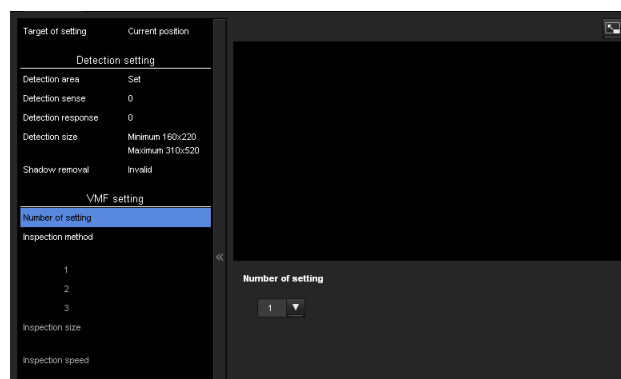 Target of setting Current position
Detection setting
Detection area Set
Detection sense 0
Detection response 0
Detection size Minimum 160x220
Maximum 310x520
Shadow removal Invalid
VMF setting
Number of setting
Inspection method
1
2
3
Inspection size
Inspection speed
«
Number of setting
1 ▼